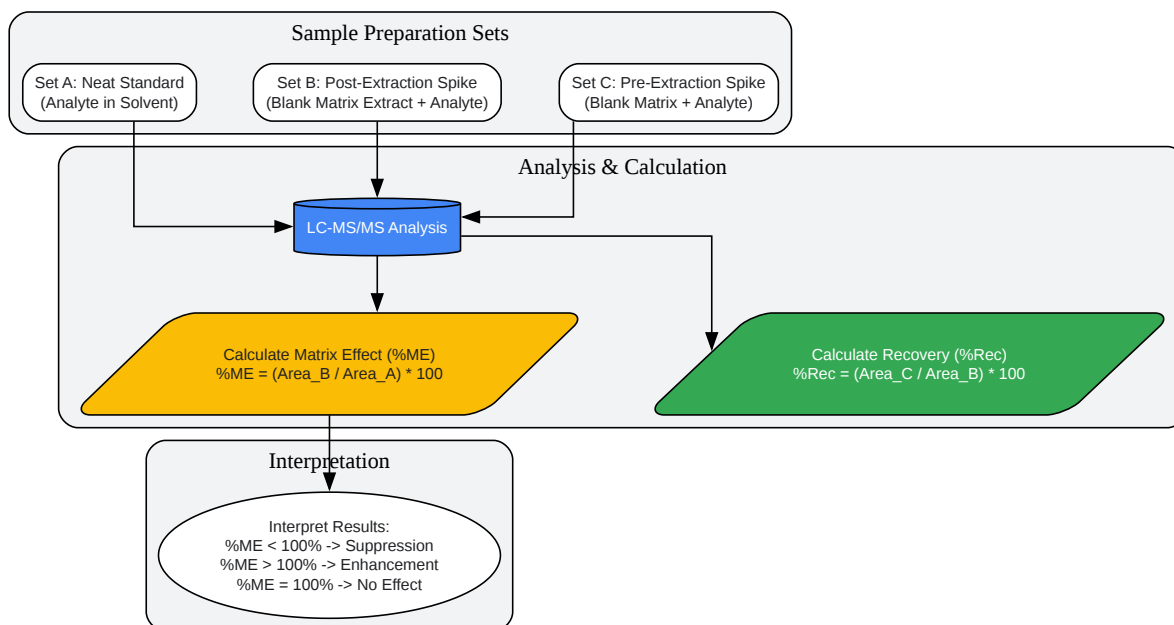 Sample Preparation Sets
Set A: Neat Standard
(Analyte in Solvent)
Set B: Post-Extraction Spike
(Blank Matrix Extract + Analyte)
Set C: Pre-Extraction Spike
(Blank Matrix + Analyte)
Analysis & Calculation
LC-MS/MS Analysis
Calculate Matrix Effect (%ME)
%ME = (Area_B / Area_A) * 100
Calculate Recovery (%Rec)
%Rec = (Area_C / Area_B) * 100
Interpretation
Interpret Results:
%ME < 100% -> Suppression
%ME > 100% -> Enhancement
%ME = 100% -> No Effect